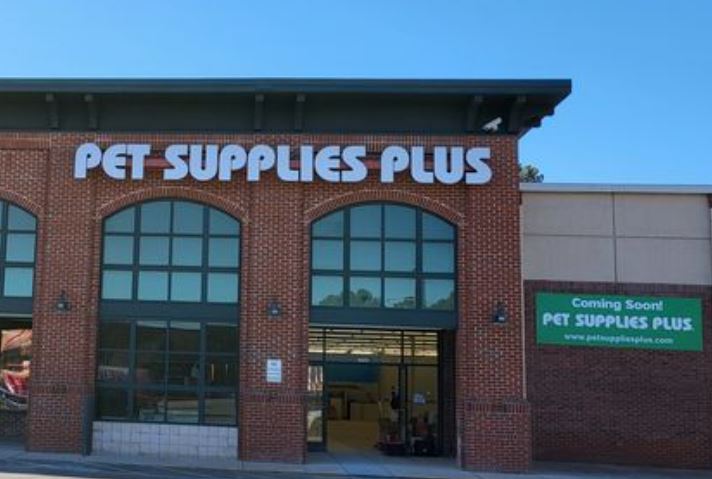 PET SUPPLIES PLUS
Coming Soon!
PET SUPPLIES PLUS.
www.petsuppliesplus.com